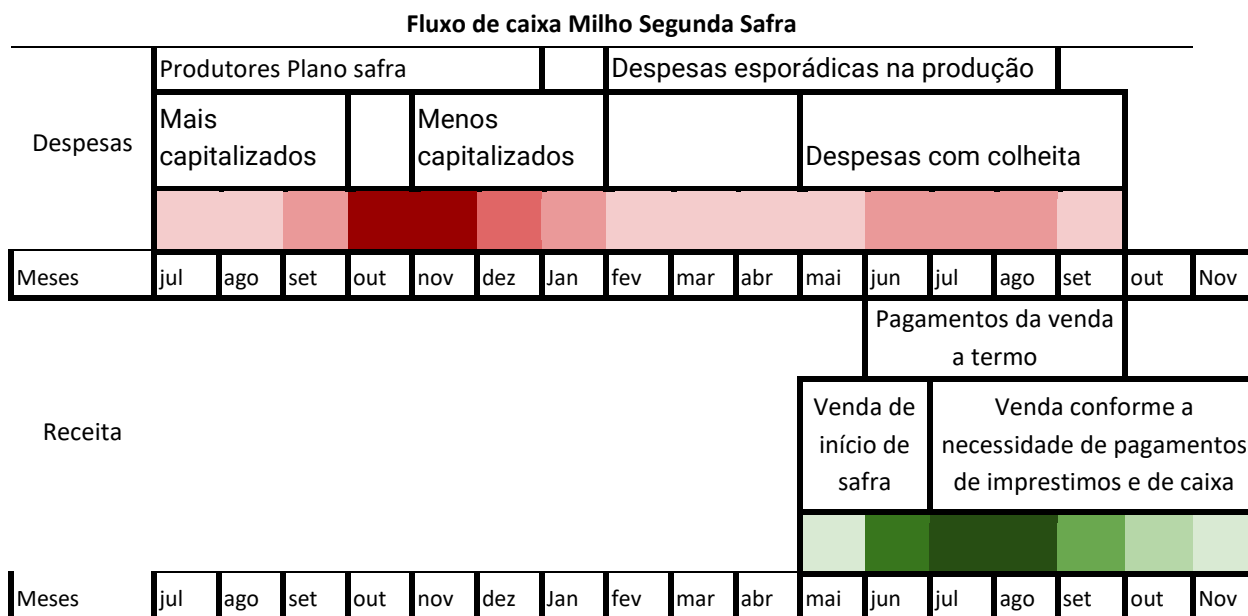 Fluxo de caixa Milho Segunda Safra
Produtores Plano safra
Despesas esporádicas na produção
Despesas
Mais
capitalizados
Menos
capitalizados
Despesas com colheita
Meses jul ago set out nov dez Jan fev mar abr mai jun jul ago set out Nov
Pagamentos da venda
a termo
Receita
Venda de
início de
safra
Venda conforme a
necessidade de pagamentos
de imprestimos e de caixa
Meses jul ago set out nov dez Jan fev mar abr mai jun jul ago set out Nov